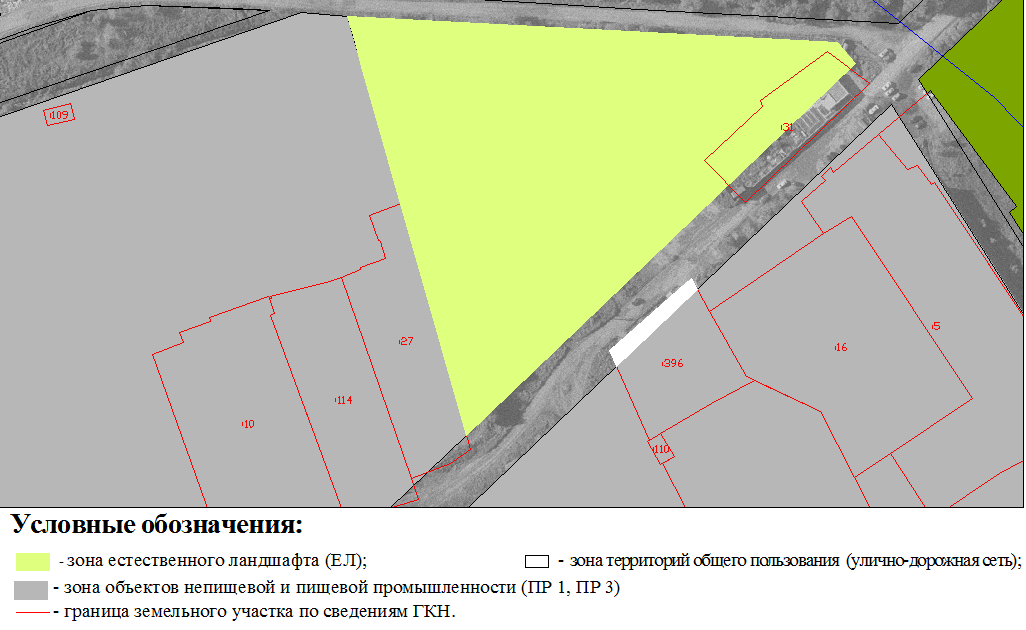 109
31
27
5
16
396
114
10
110
Условные обозначения:
- зона естественного ландшафта (ЕЛ);
- зона территорий общего пользования (улично-дорожная сеть);
- зона объектов непищевой и пищевой промышленности (ПР 1, ПР 3)
- граница земельного участка по сведениям ГКН.